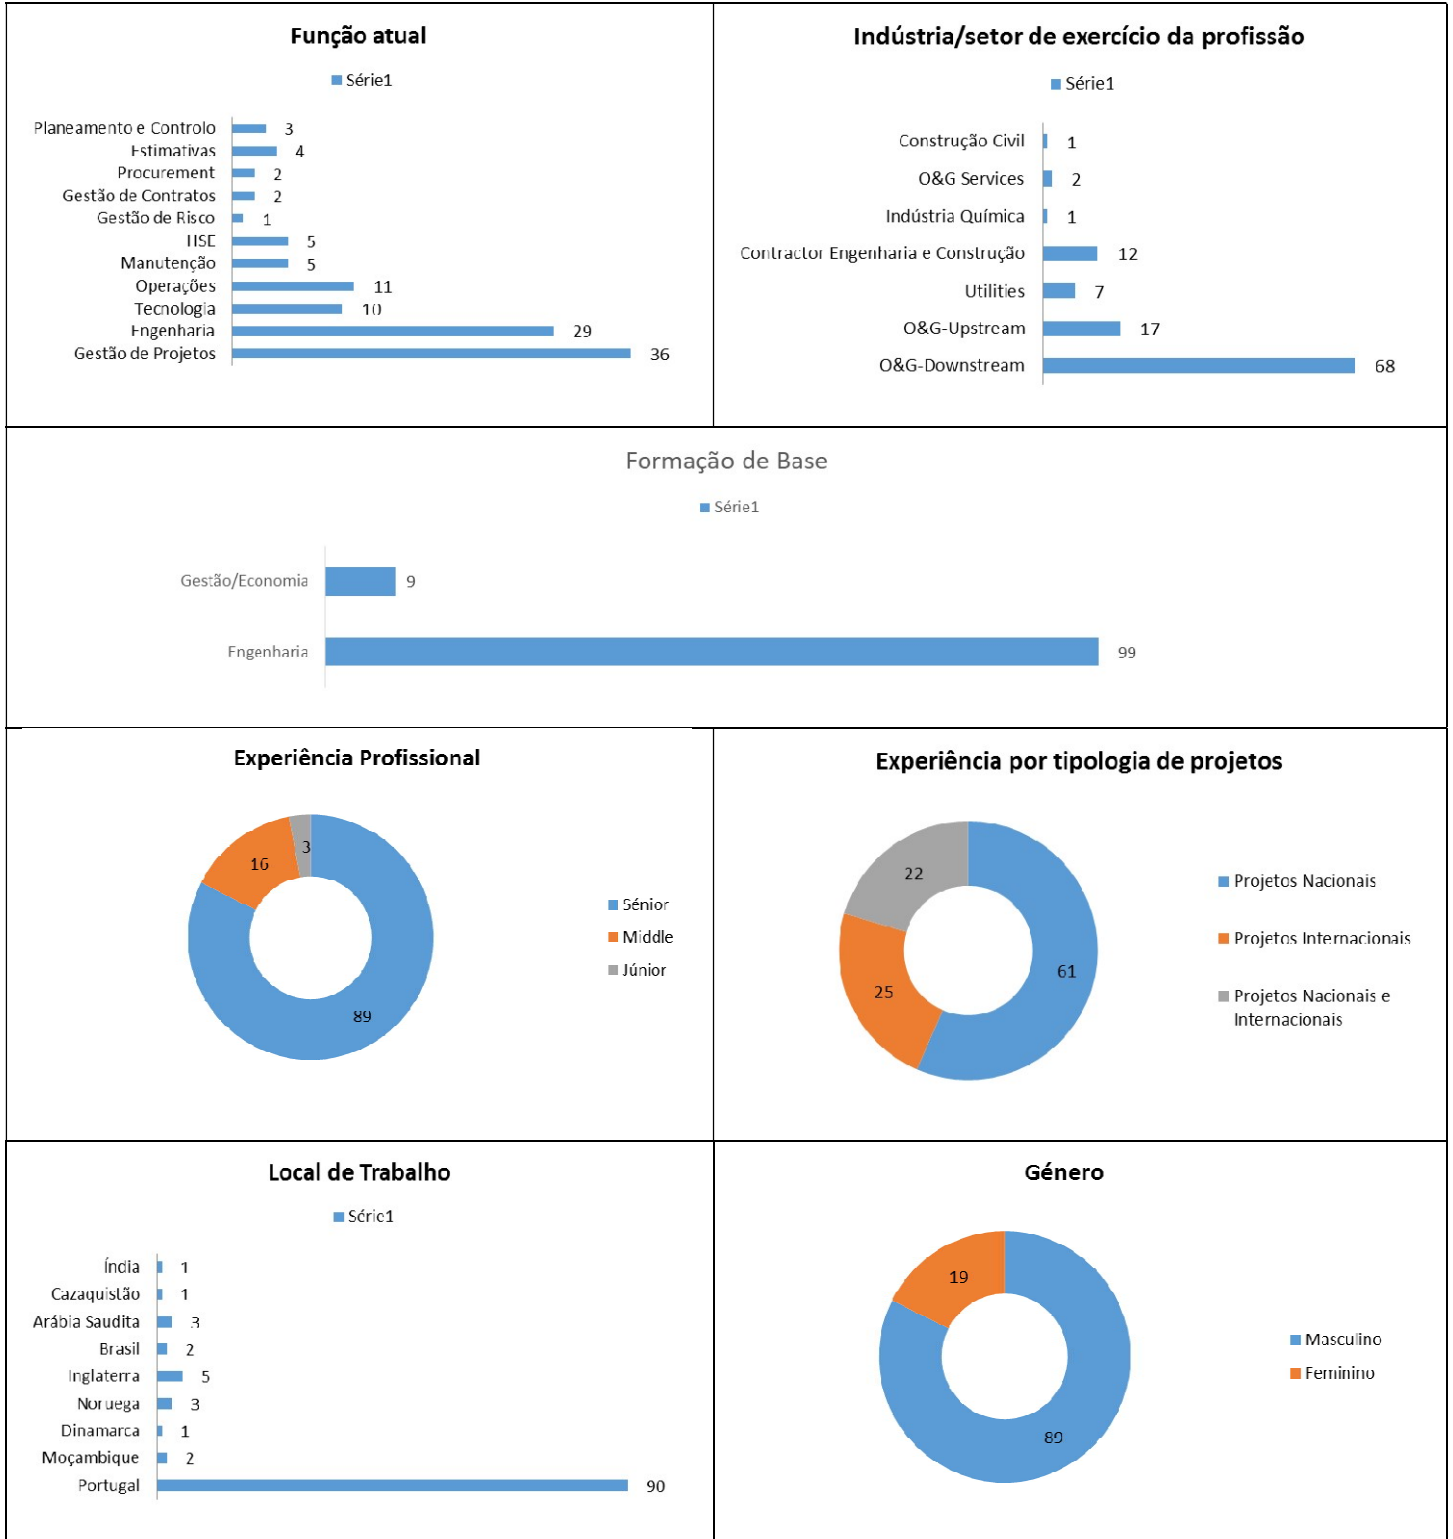 Função atual
Série1
Planeamento e Controlo 3
Estimativas 4
Procurement 2
Gestão de Contratos 2
Gestão de Risco 1
HSE 5
Manutenção 5
Operações 11
Tecnologia 10
Engenharia 29
Gestão de Projetos 36
Indústria/setor de exercício da profissão
Série1
Construção Civil 1
O&G Services 2
Indústria Química 1
Contractor Engenharia e Construção 12
Utilities 7
O&G-Upstream 17
O&G-Downstream 68
Formação de Base
Série1
Gestão/Economia 9
Engenharia 99
Experiência Profissional
3
16
89
Sénior
Middle
Júnior
Experiência por tipologia de projetos
22
61
25
Projetos Nacionais
Projetos Internacionais
Projetos Nacionais e
Internacionais
Local de Trabalho
Série1
Índia 1
Cazaquistão 1
Arábia Saudita 3
Brasil 2
Inglaterra 5
Noruega 3
Dinamarca 1
Moçambique 2
Portugal 90
Género
19
89
Masculino
Feminino